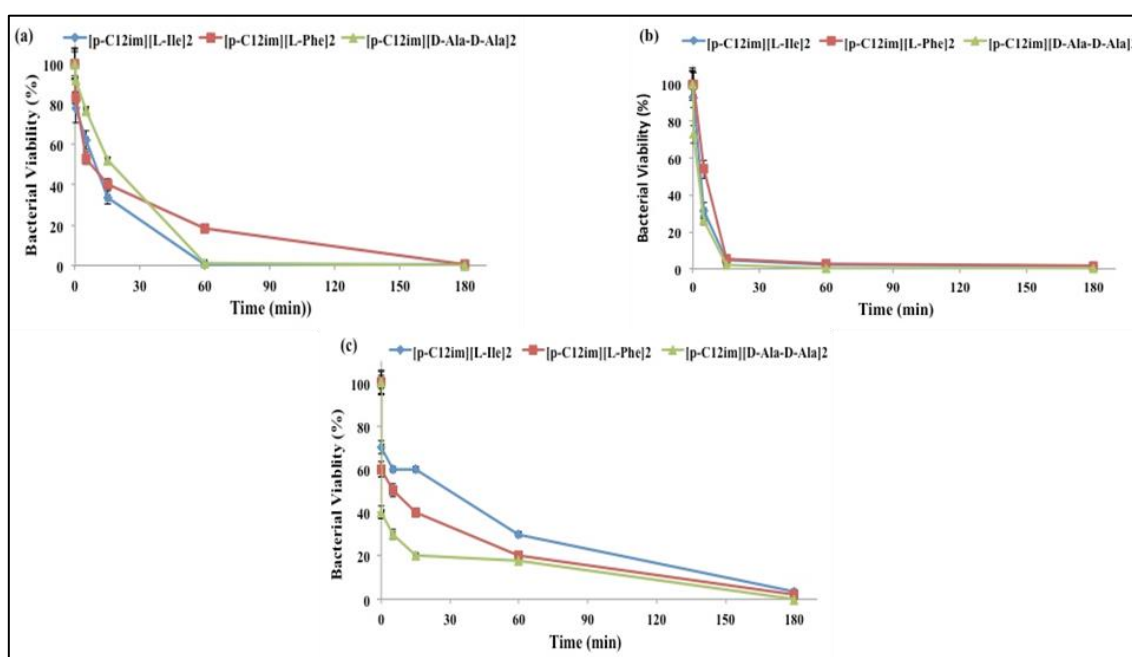 (a)
[p-C12im][L-Ile]2 [p-C12im][L-Phe]2 [p-C12im][D-Ala-D-Ala]2
Bacterial Viability (%)
100
80
60
40
20
0
0 30 60 90 120 150 180
Time (min))
(b)
[p-C12im][L-Ile]2 [p-C12im][L-Phe]2 [p-C12im][D-Ala-D-Ala]2
Bacterial Viability (%)
100
80
60
40
20
0
0 30 60 90 120 150 180
Time (min)
(c)
[p-C12im][L-Ile]2 [p-C12im][L-Phe]2 [p-C12im][D-Ala-D-Ala]2
Bacterial Viablity (%)
100
80
60
40
20
0
0 30 60 90 120 150 180
Time (min)